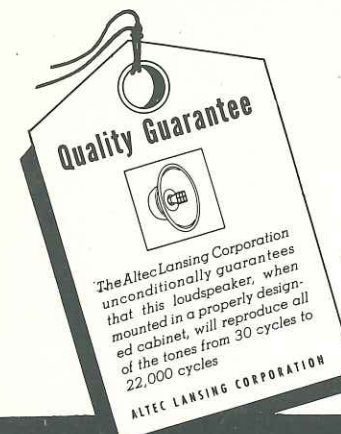 Quality Guarantee
The Altec Lansing Corporation
unconditionally guarantees
that this loudspeaker, when
mounted in a properly design-
ed cabinet, will reproduce all
of the tones from 30 cycles to
22,000 cycles
ALTEC LANSING CORPORATION